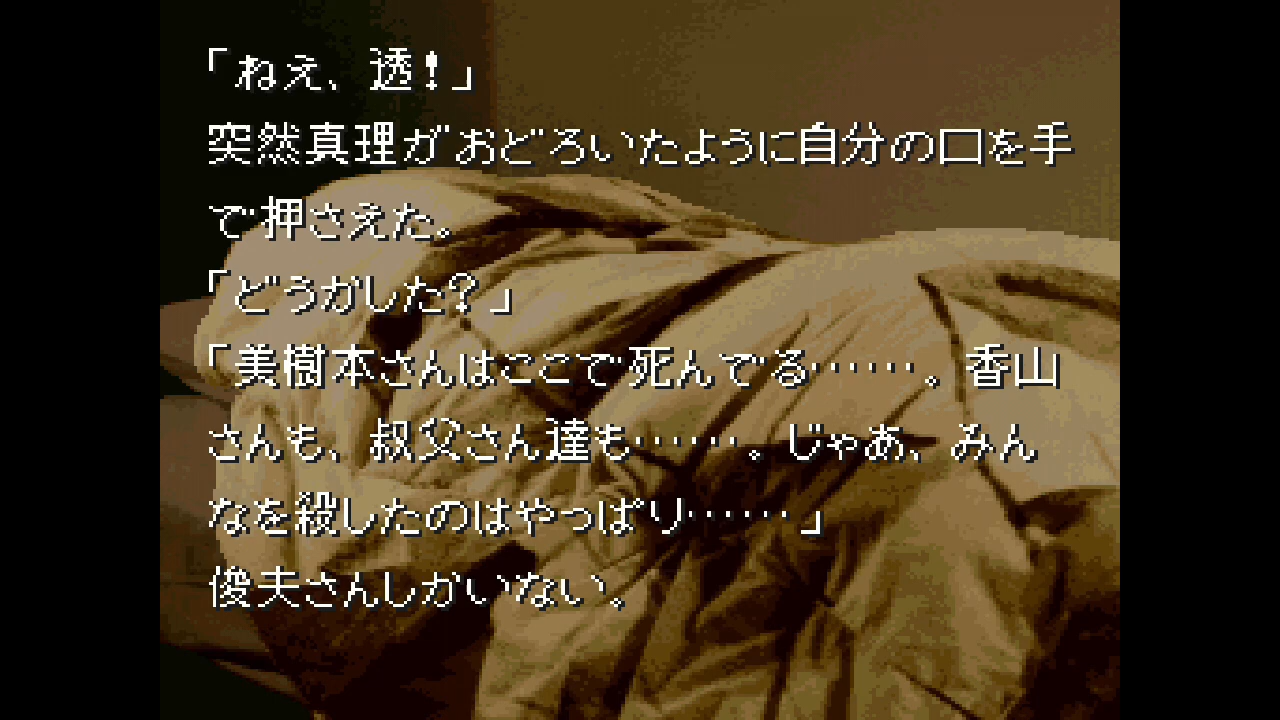 「ねえ、透！」
突然真理がおどろいたように自分の口を手
で押さえた。
「どうかした？」
「美樹本さんはここで死んでる……。香山
さんも、叔父さん達も……。じゃあ、みん
なを殺したのはやっぱり……」
俊夫さんしかいない。